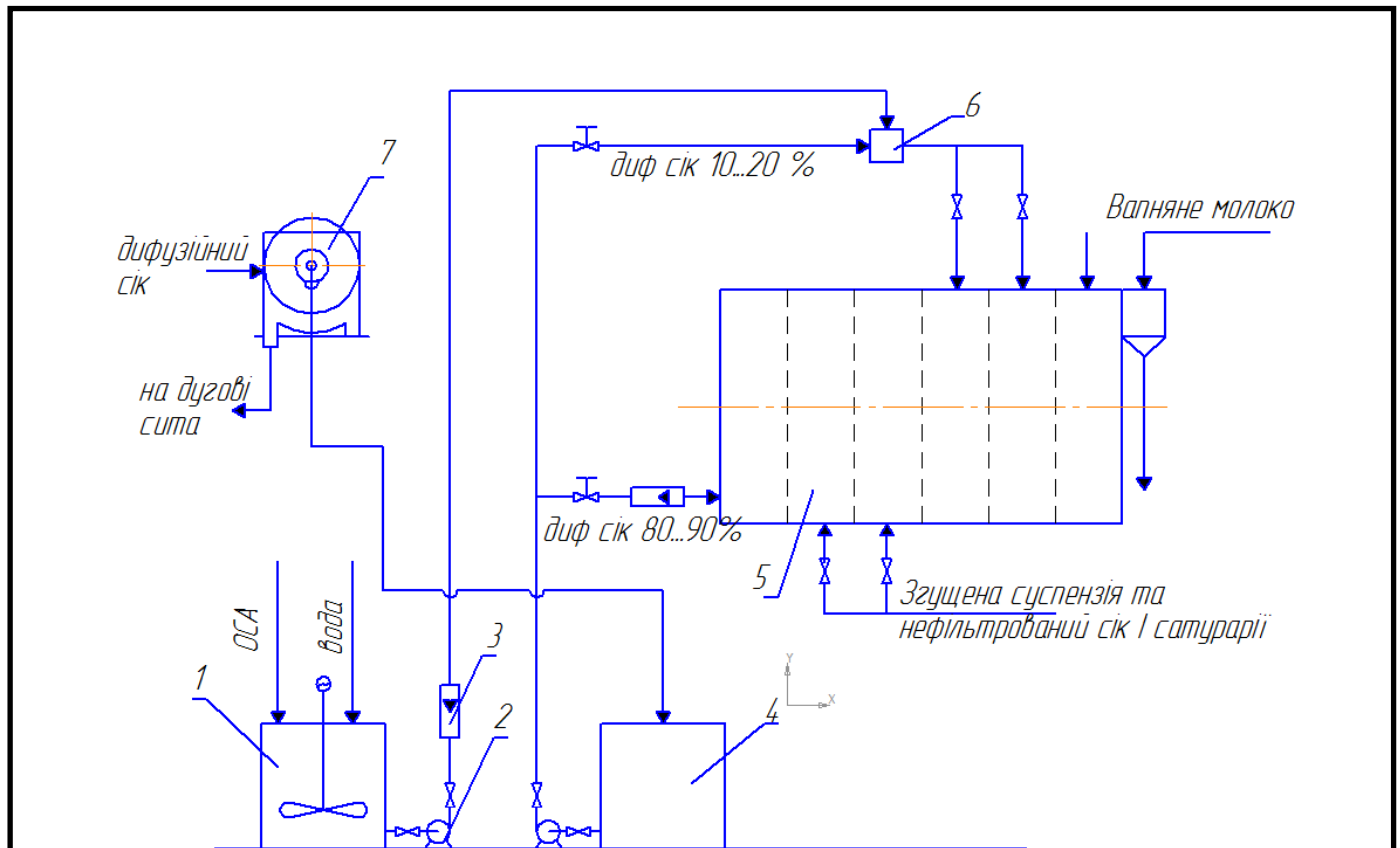 6
7
диф сік 10...20 %
Вапняне молоко
дифузійний
сік
на дугові
сита
диф сік 80...90%
5
Згущена суспензія та
нефільтрований сік I сатурарії
ОСА
вода
3
Y
X
1
2
4